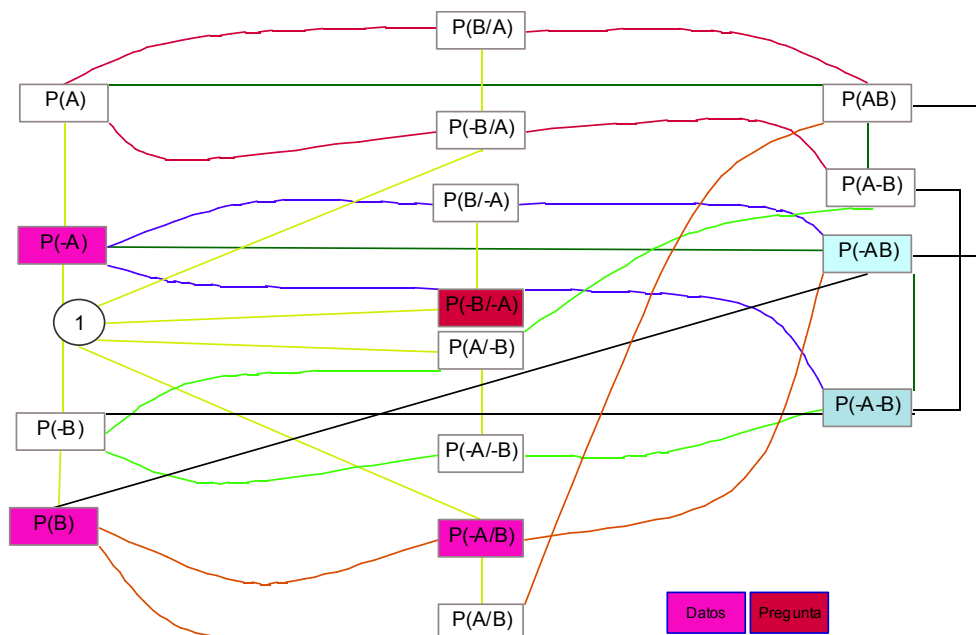 P(B/A)
P(A)
P(AB)
P(-B/A)
P(A-B)
P(B/-A)
P(-A)
P(-AB)
P(-B/-A)
1
P(A/-B)
P(-A-B)
P(-B)
P(-A/-B)
P(B)
P(-A/B)
P(A/B)
Datos
Pregunta